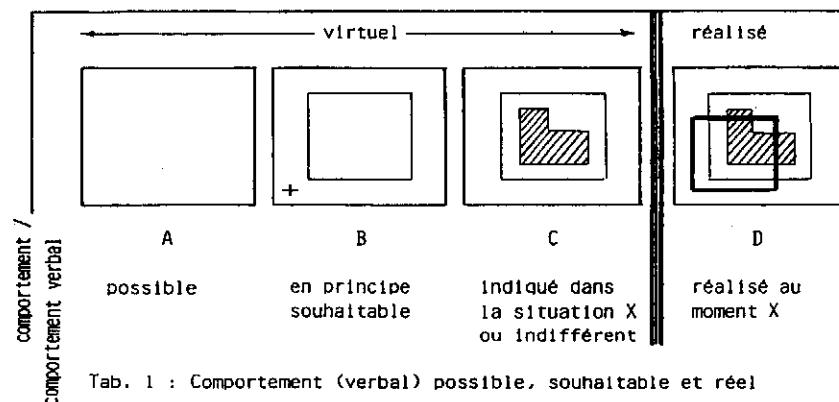 virtuel
réalisé
comportement /
comportement verbal
+
A
B
C
D
possible
en principe
souhaitable
indiqué dans
la situation X
ou indifférent
réalisé au
moment X
Tab. 1 : Comportement (verbal) possible, souhaitable et réel